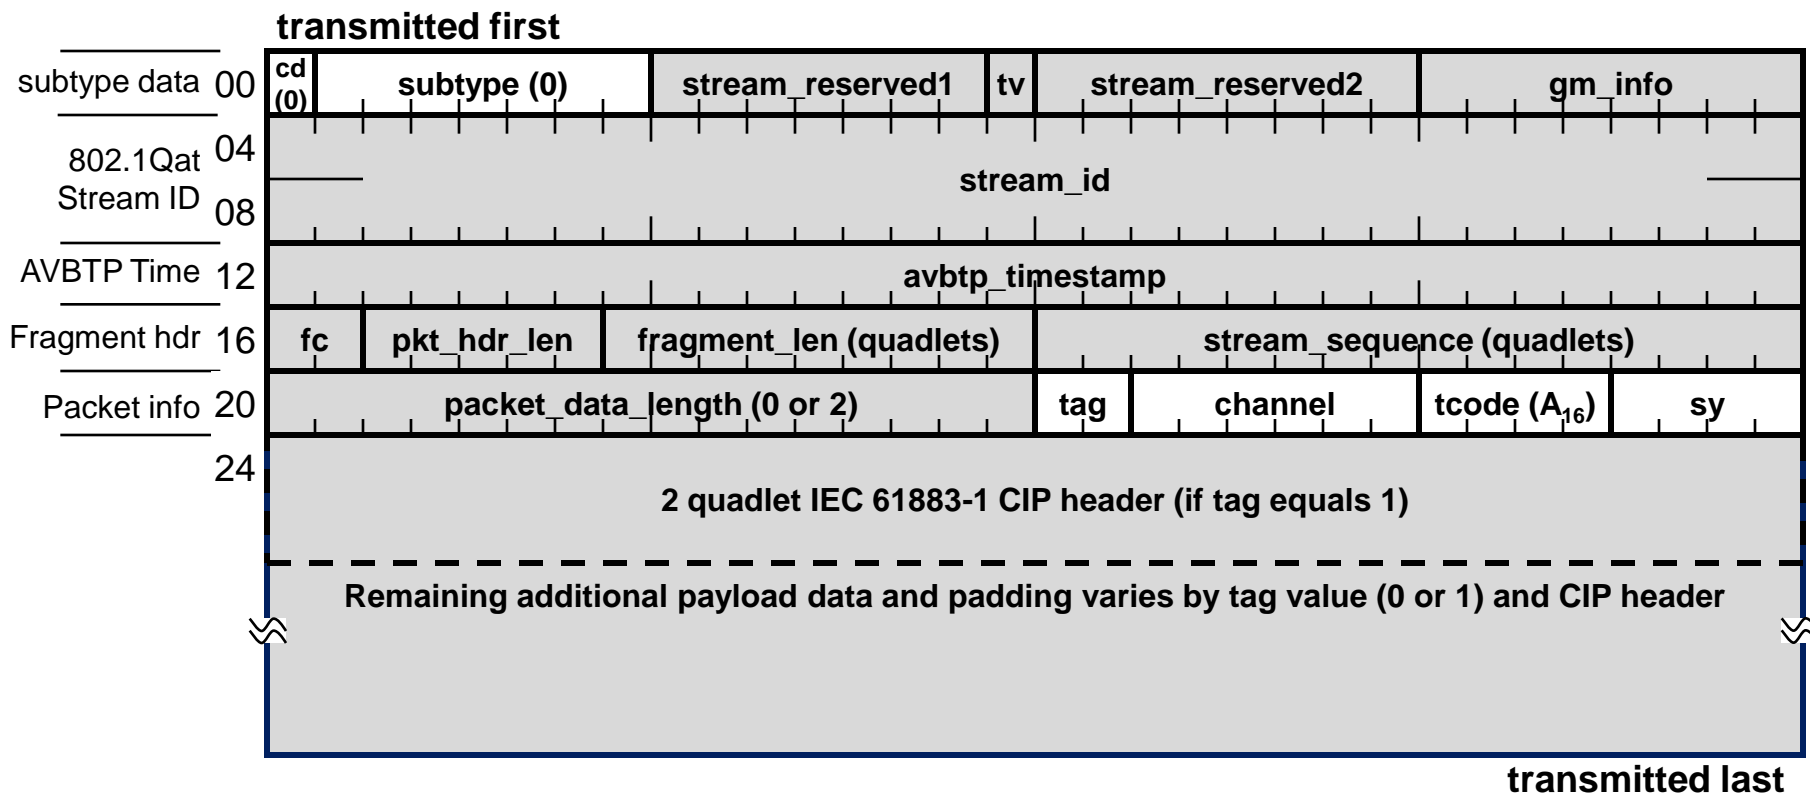 transmitted first
subtype data 00 cd (0) subtype (0) stream_reserved1 tv stream_reserved2 gm_info
802.1Qat Stream ID 04 08 stream_id
AVBTP Time 12 avbtp_timestamp
Fragment hdr 16 fc pkt_hdr_len fragment_len (quadlets) stream_sequence (quadlets)
Packet info 20 packet_data_length (0 or 2) tag channel tcode (A16) sy
24 2 quadlet IEC 61883-1 CIP header (if tag equals 1)
Remaining additional payload data and padding varies by tag value (0 or 1) and CIP header
transmitted last